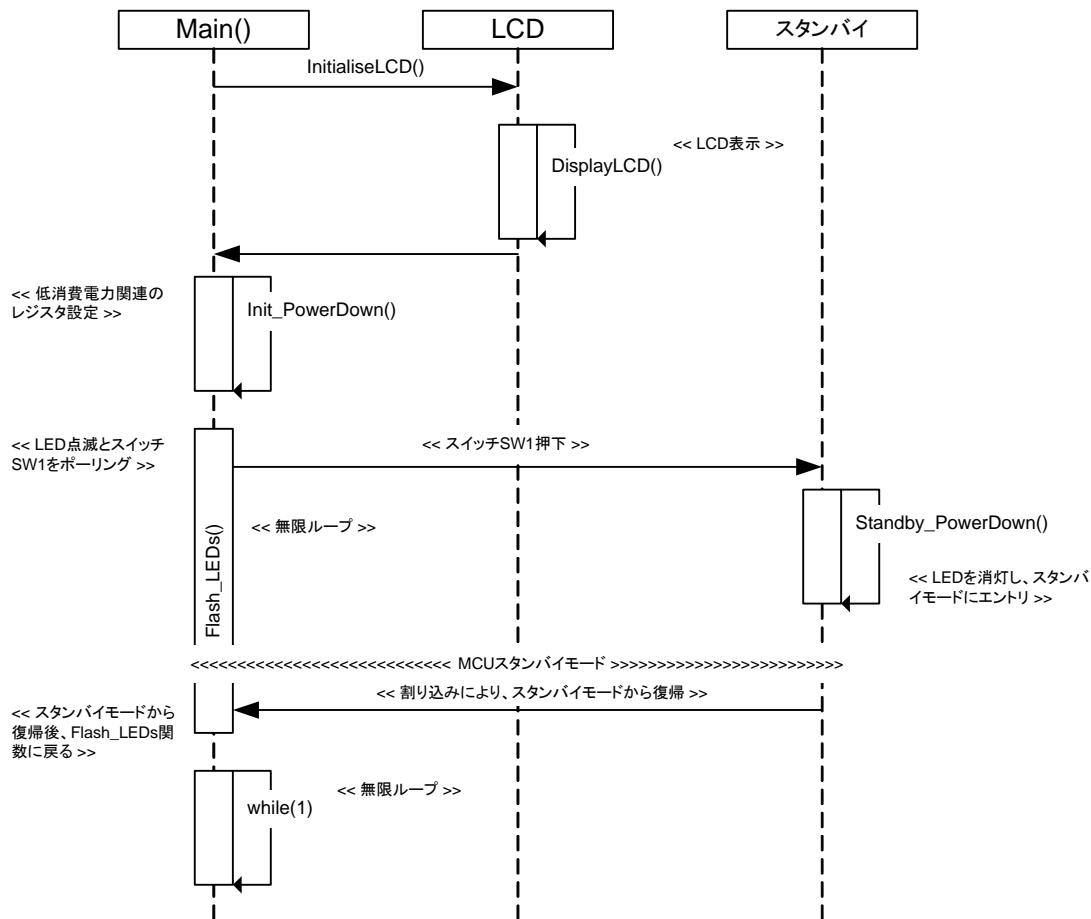 Main()
LCD
スタンバイ
InitialiseLCD()
<< LCD表示 >>
DisplayLCD()
<< 低消費電力関連の
レジスタ設定 >>
Init_PowerDown()
<< LED点滅とスイッチ
SW1をポーリング >>
<< スイッチSW1押下 >>
Flash_LEDs()
<< 無限ループ >>
Standby_PowerDown()
<< LEDを消灯し、スタンバ
イモードにエントリ >>
<<<<<<<<<<<<<<<<<<<<<<<<<<<< MCUスタンバイモード >>>>>>>>>>>>>>>>>>>>>>>>>
<< 割り込みにより、スタンバイモードから復帰 >>
<< スタンバイモードから
復帰後、Flash_LEDs関
数に戻る >>
<< 無限ループ >>
while(1)